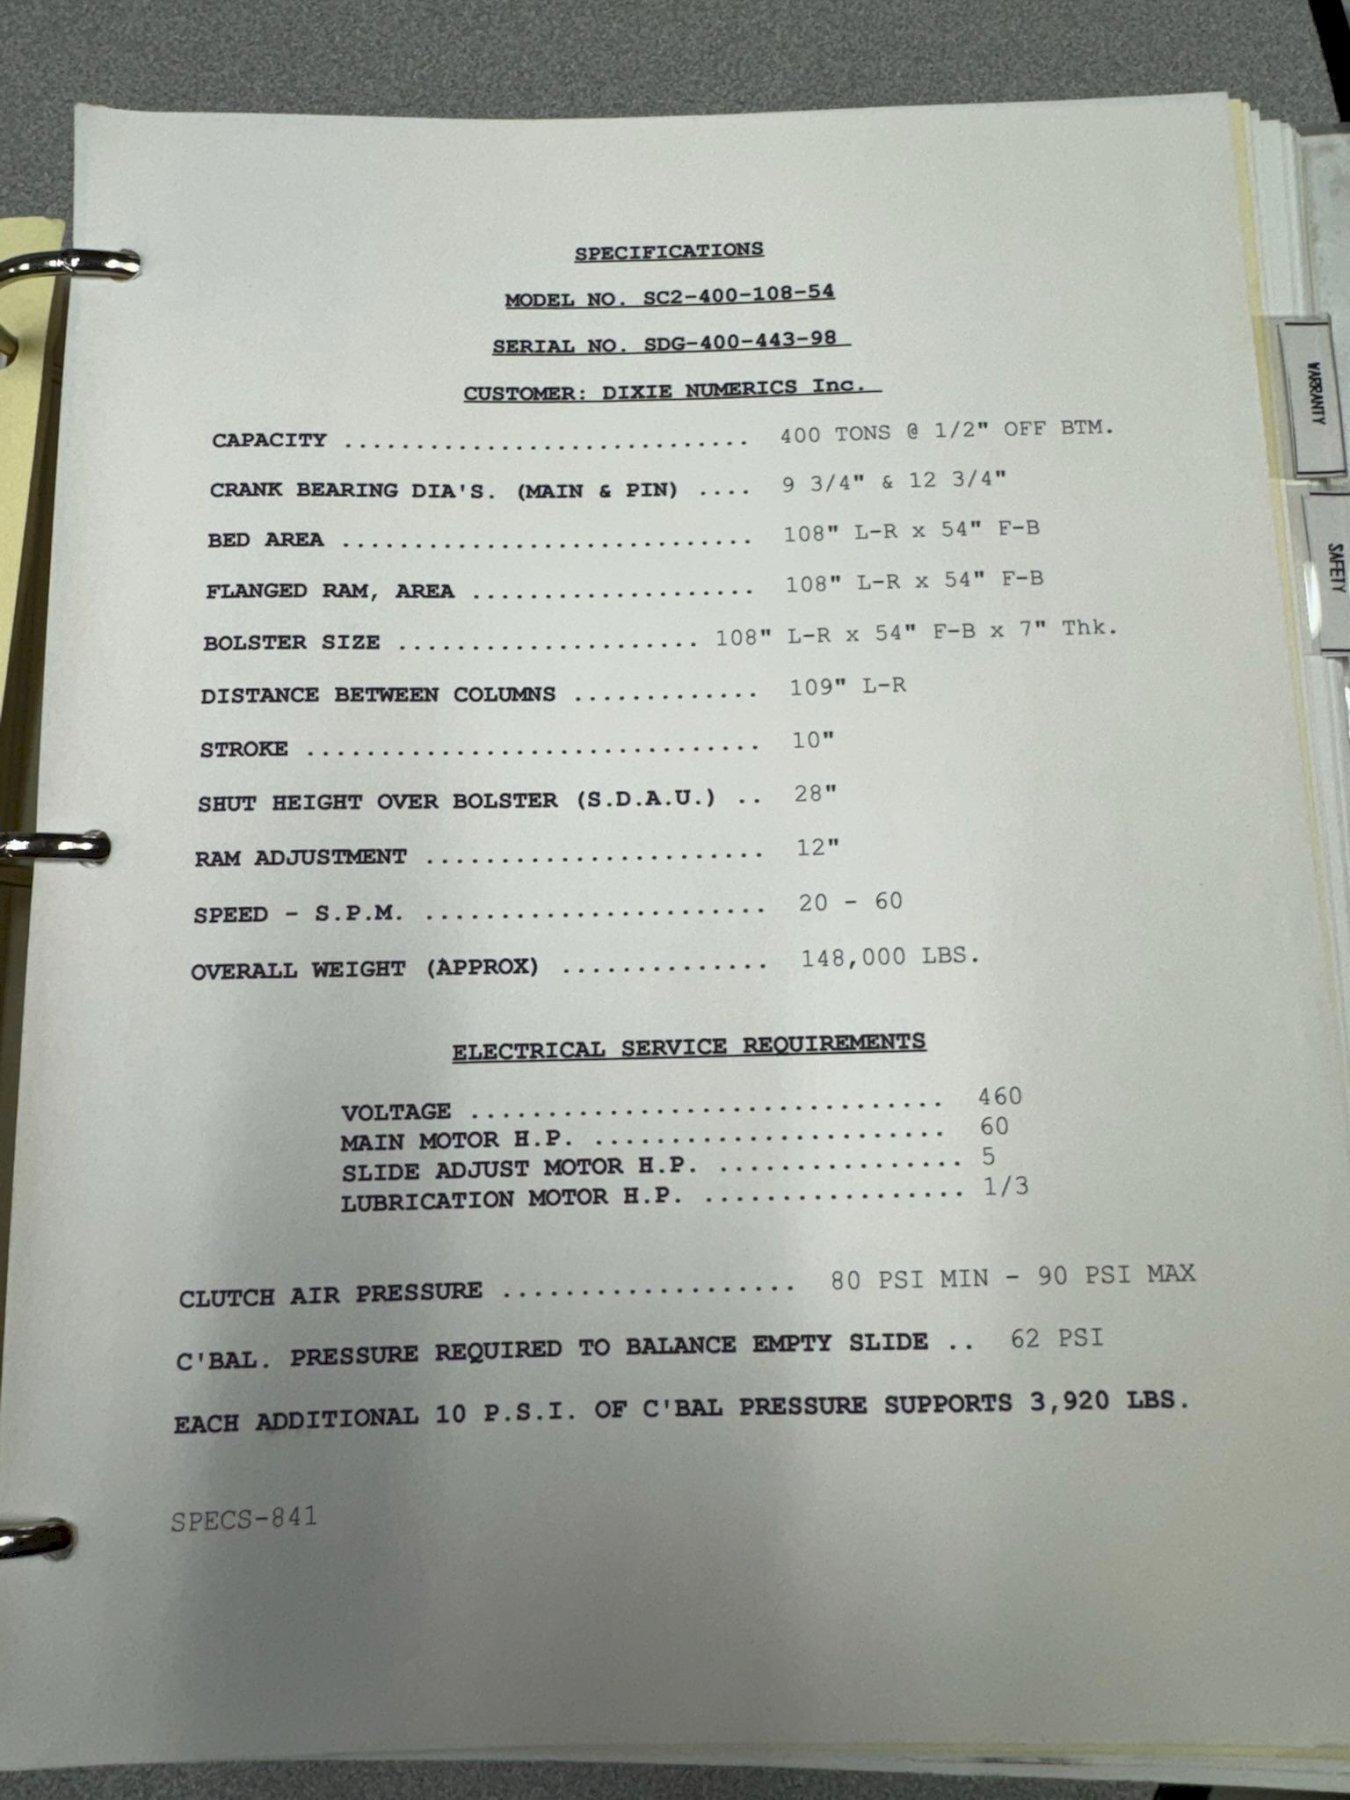 SPECIFICATIONS
MODEL NO. SC2-400-108-54
SERIAL NO. SDG-400-443-98
CUSTOMER: DIXIE NUMERICS Inc.
CAPACITY ............................ 400 TONS @ 1/2" OFF BTM.
CRANK BEARING DIA'S. (MAIN & PIN) .... 9 3/4" & 12 3/4"
BED AREA ............................. 108" L-R x 54" F-B
FLANGED RAM, AREA .................... 108" L-R x 54" F-B
BOLSTER SIZE ..................... 108" L-R x 54" F-B x 7" Thk.
DISTANCE BETWEEN COLUMNS ............. 109" L-R
STROKE ............................... 10"
SHUT HEIGHT OVER BOLSTER (S.D.A.U.) .. 28"
RAM ADJUSTMENT ....................... 12"
SPEED - S.P.M. ....................... 20 - 60
OVERALL WEIGHT (APPROX) .............. 148,000 LBS.
ELECTRICAL SERVICE REQUIREMENTS
VOLTAGE ............................... 460
MAIN MOTOR H.P. ....................... 60
SLIDE ADJUST MOTOR H.P. ................ 5
LUBRICATION MOTOR H.P. ................. 1/3
CLUTCH AIR PRESSURE ................... 80 PSI MIN - 90 PSI MAX
C'BAL. PRESSURE REQUIRED TO BALANCE EMPTY SLIDE .. 62 PSI
EACH ADDITIONAL 10 P.S.I. OF C'BAL PRESSURE SUPPORTS 3,920 LBS.
SPECS-841
WARRANTY
SAFETY